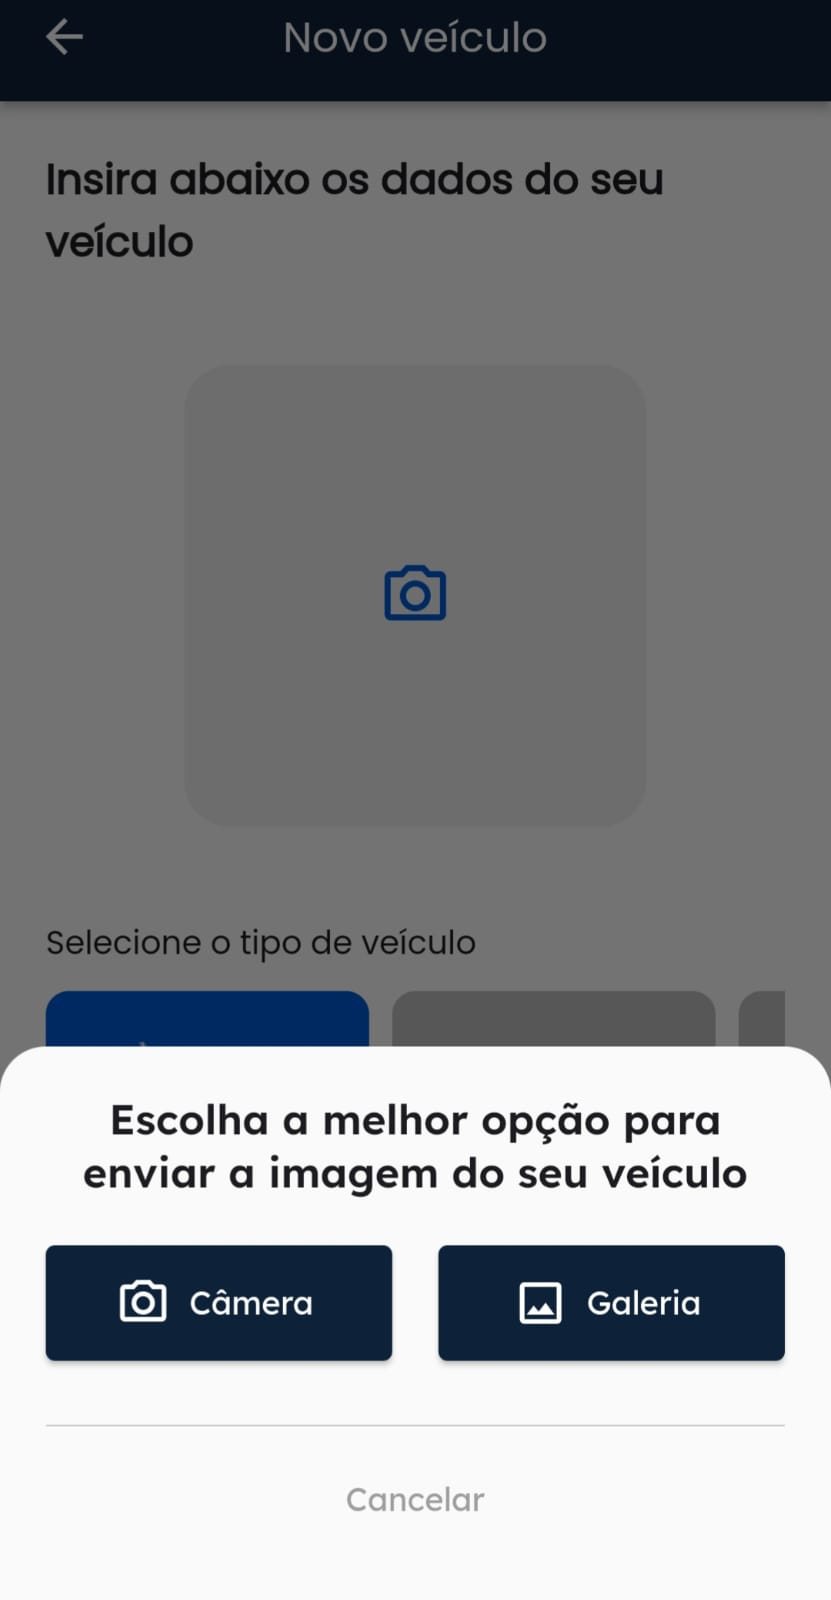 Novo veículo
Insira abaixo os dados do seu
veículo
Selecione o tipo de veículo
Escolha a melhor opção para
enviar a imagem do seu veículo
Câmera
Galeria
Cancelar